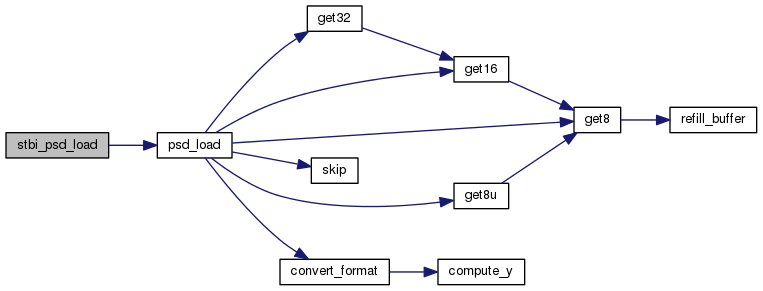 get32
get16
get8
refill_buffer
stbi_psd_load
psd_load
skip
get8u
convert_format
compute_y